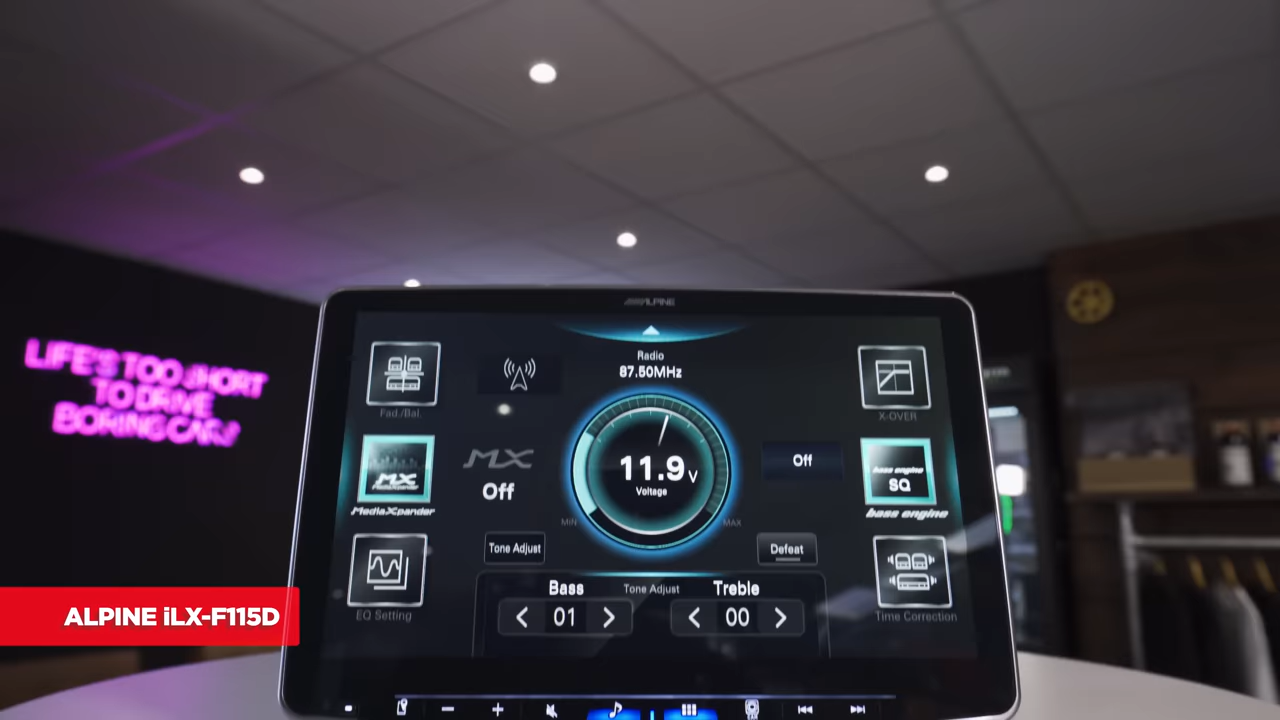 ALPINE
Radio
87.50MHz
Fad./Bal.
X-OVER
LIFE'S TOO SHORT
TO DRIVE
BORING CARS
MX
MediaXpander
MX
Off
11.9 V
Voltage
MIN
MAX
Off
bass engine
SQ
bass engine
Tone Adjust
Defeat
EQ Setting
Bass
Tone Adjust
Treble
01
00
Time Correction
ALPINE iLX-F115D